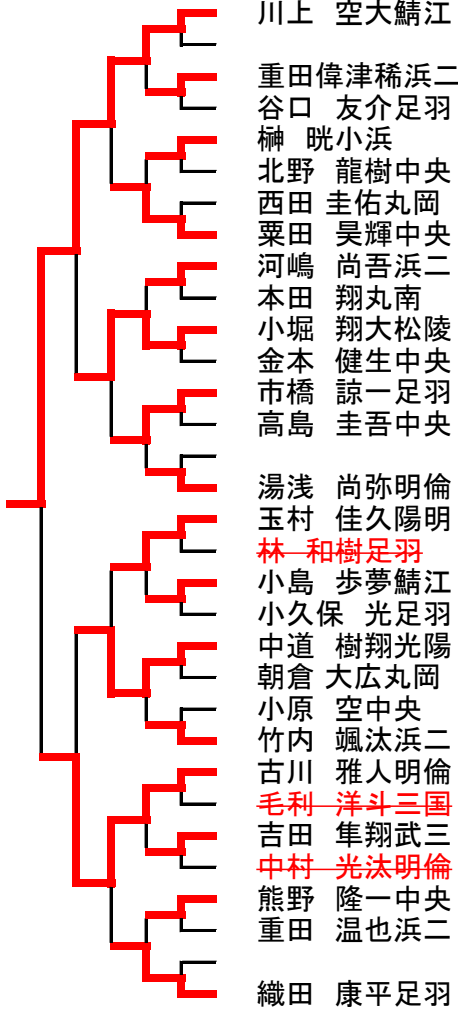 川上　空大鯖江
重田偉津稀浜二
谷口　友介足羽
榊　晄小浜
北野　龍樹中央
西田 圭佑丸岡
粟田　昊輝中央
河嶋　尚吾浜二
本田　翔丸南
小堀　翔大松陵
金本　健生中央
市橋　諒一足羽
高島　圭吾中央
湯浅　尚弥明倫
玉村　佳久陽明
林　和樹足羽
小島　歩夢鯖江
小久保　光足羽
中道　樹翔光陽
朝倉 大広丸岡
小原　空中央
竹内　颯汰浜二
古川　雅人明倫
毛利　洋斗三国
吉田　隼翔武三
中村　光汰明倫
熊野　隆一中央
重田　温也浜二
織田　康平足羽